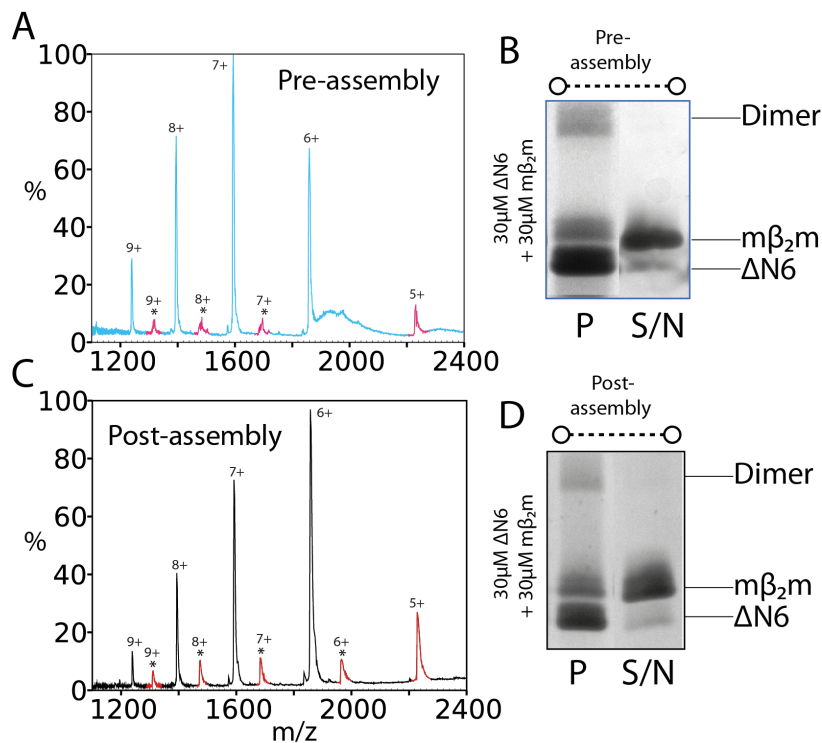 A
Pre-assembly
%
100
80
60
40
20
0
9+
9+
*
8+
8+
*
7+
7+
*
6+
5+
1200
1600
2000
2400
B
Pre-
assembly
30μM ΔN6
+ 30μM mβ₂m
Dimer
mβ₂m
ΔN6
P
S/N
C
Post-assembly
%
100
80
60
40
20
0
9+
9+
*
8+
8+
*
7+
7+
*
6+
6+
*
5+
1200
1600
2000
2400
m/z
D
Post-
assembly
30μM ΔN6
+ 30μM mβ₂m
Dimer
mβ₂m
ΔN6
P
S/N